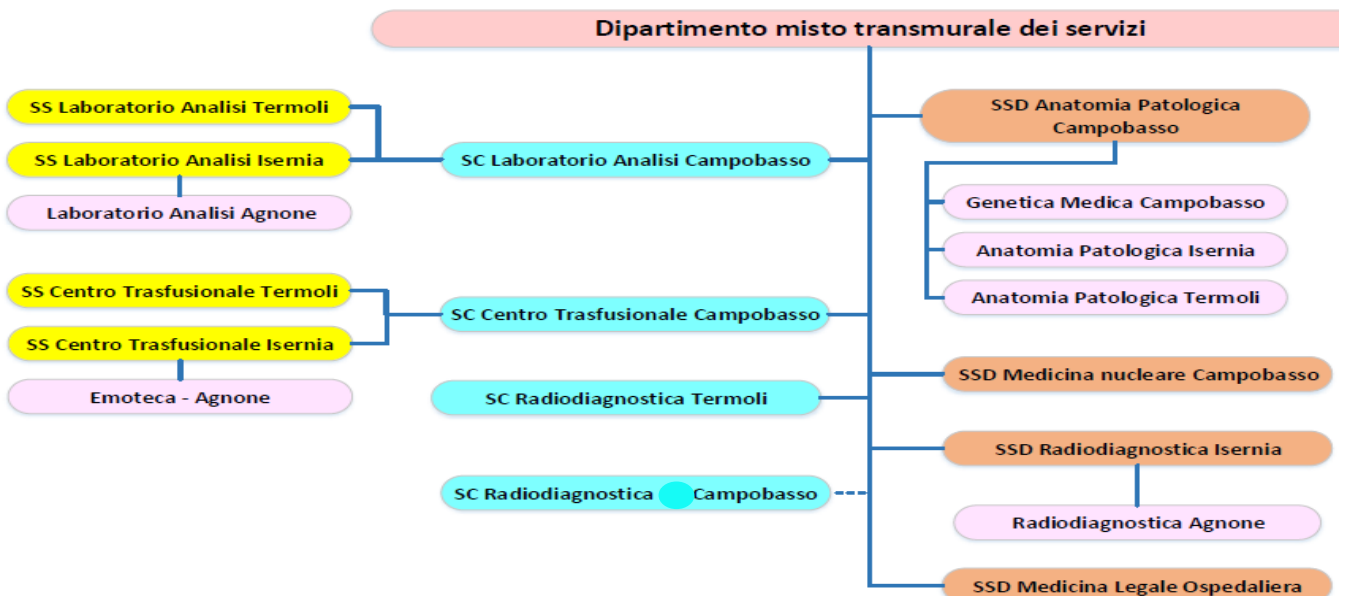 Dipartimento misto transmurale dei servizi
SS Laboratorio Analisi Termoli
SS Laboratorio Analisi Isernia
Laboratorio Analisi Agnone
SC Laboratorio Analisi Campobasso
SS Centro Trasfusionale Termoli
SS Centro Trasfusionale Isernia
Emoteca - Agnone
SC Centro Trasfusionale Campobasso
SC Radiodiagnostica Termoli
SC Radiodiagnostica Campobasso
SSD Anatomia Patologica
Campobasso
Genetica Medica Campobasso
Anatomia Patologica Isernia
Anatomia Patologica Termoli
SSD Medicina nucleare Campobasso
SSD Radiodiagnostica Isernia
Radiodiagnostica Agnone
SSD Medicina Legale Ospedaliera